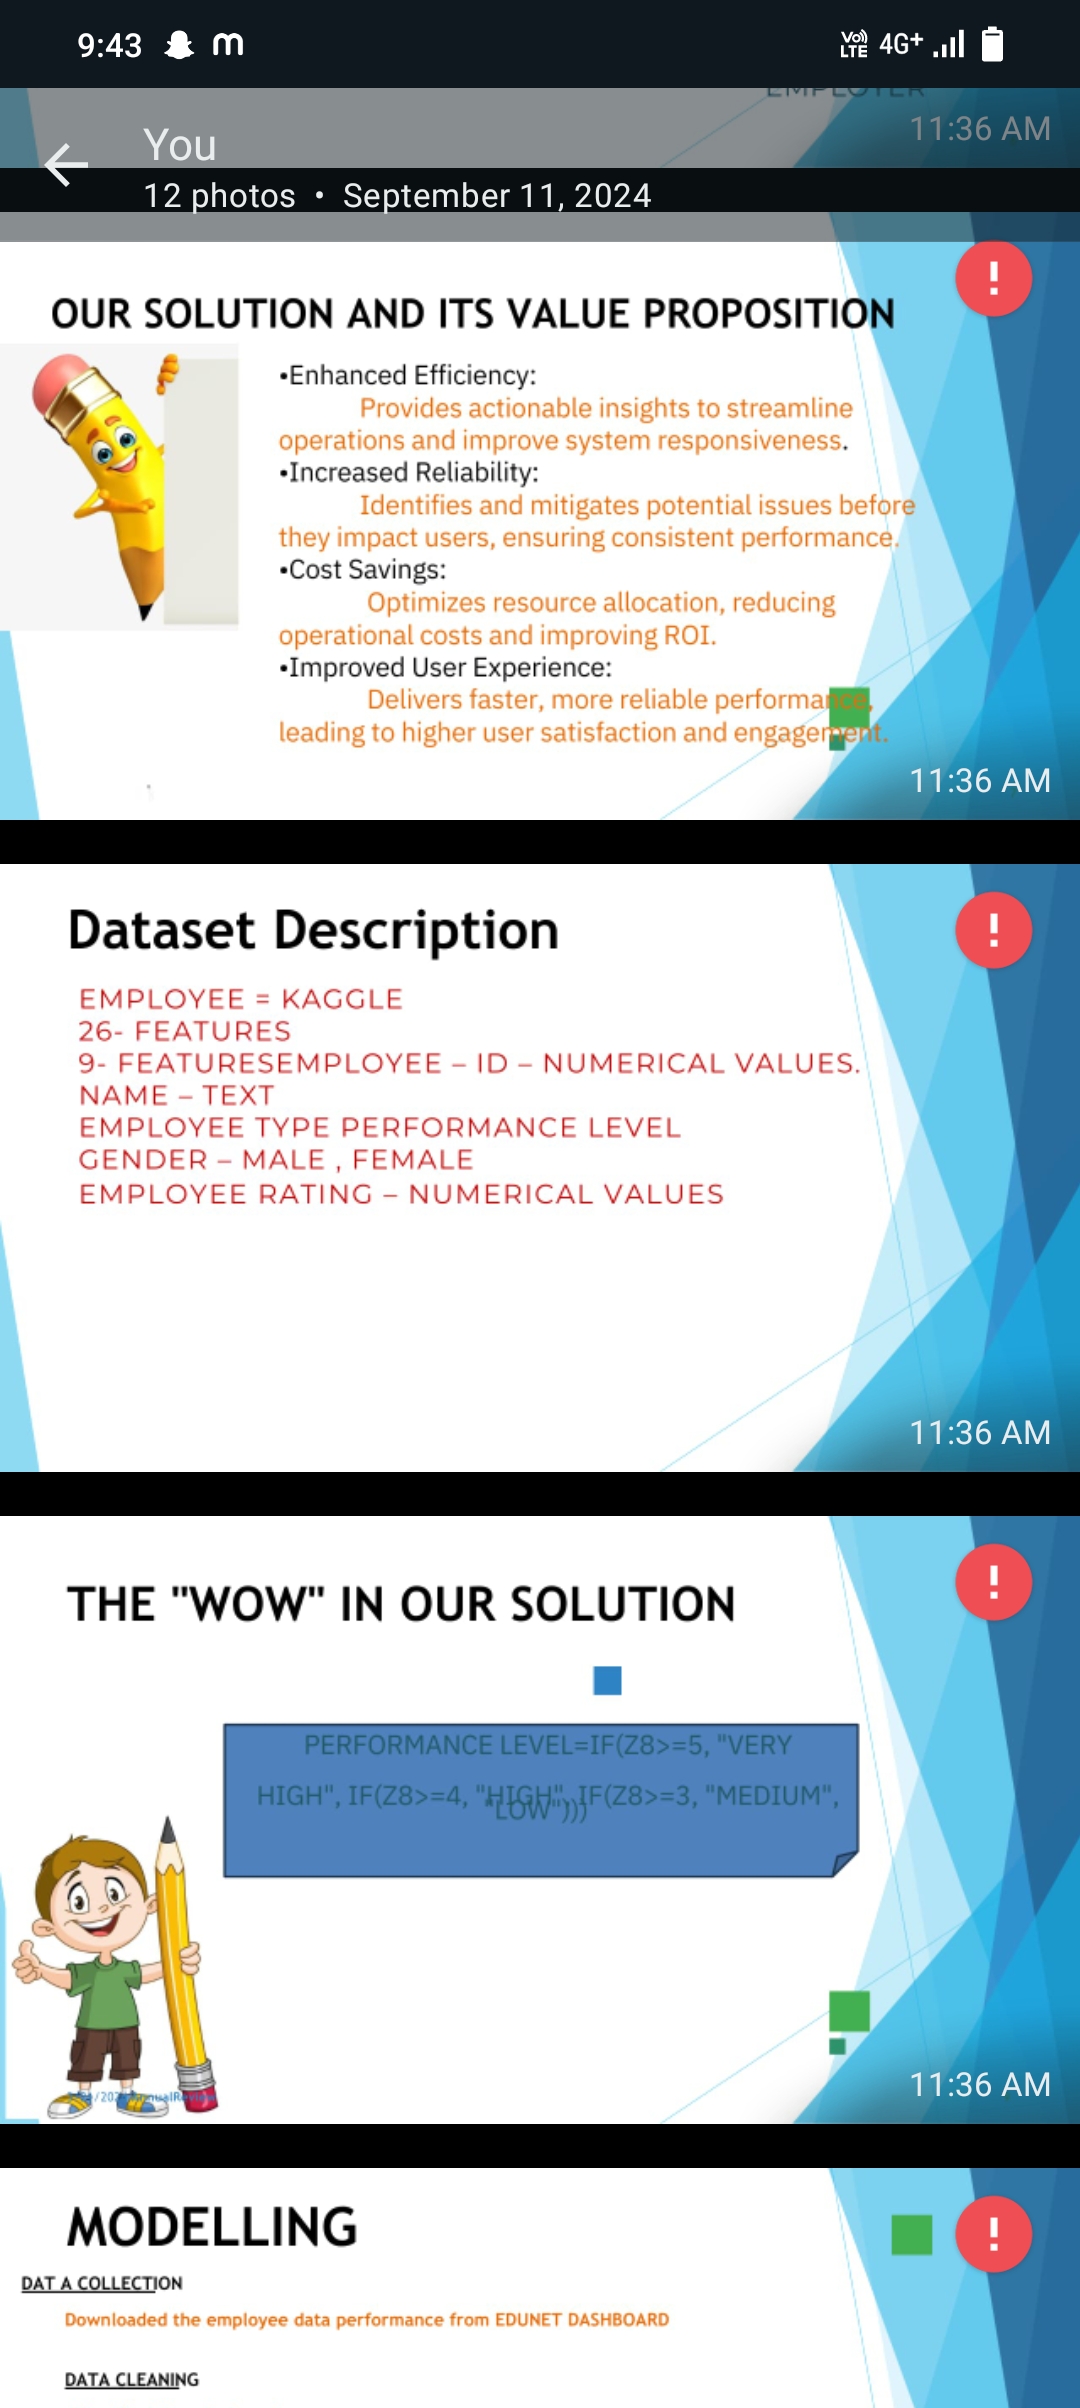 9:43 m Vo) LTE 4G+
EMPLOYER
11:36 AM
You
12 photos • September 11, 2024
OUR SOLUTION AND ITS VALUE PROPOSITION
•Enhanced Efficiency:
Provides actionable insights to streamline
operations and improve system responsiveness.
•Increased Reliability:
Identifies and mitigates potential issues before
they impact users, ensuring consistent performance.
•Cost Savings:
Optimizes resource allocation, reducing
operational costs and improving ROI.
•Improved User Experience:
Delivers faster, more reliable performance,
leading to higher user satisfaction and engagement.
11:36 AM
Dataset Description
EMPLOYEE = KAGGLE
26- FEATURES
9- FEATURESEMPLOYEE – ID – NUMERICAL VALUES.
NAME – TEXT
EMPLOYEE TYPE PERFORMANCE LEVEL
GENDER – MALE , FEMALE
EMPLOYEE RATING – NUMERICAL VALUES
11:36 AM
THE "WOW" IN OUR SOLUTION
PERFORMANCE LEVEL=IF(Z8>=5, "VERY
HIGH", IF(Z8>=4, "HIGH", IF(Z8>=3, "MEDIUM",
"LOW")))
11:36 AM
MODELLING
DAT A COLLECTION
Downloaded the employee data performance from EDUNET DASHBOARD
DATA CLEANING